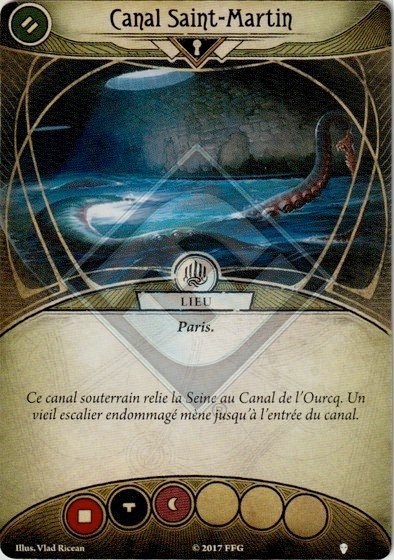 Canal Saint-Martin
LIEU
Paris.
Ce canal souterrain relie la Seine au Canal de l'Ourcq. Un
vieil escalier endommagé mène jusqu'à l'entrée du canal.
Illus. Vlad Ricean © 2017 FFG